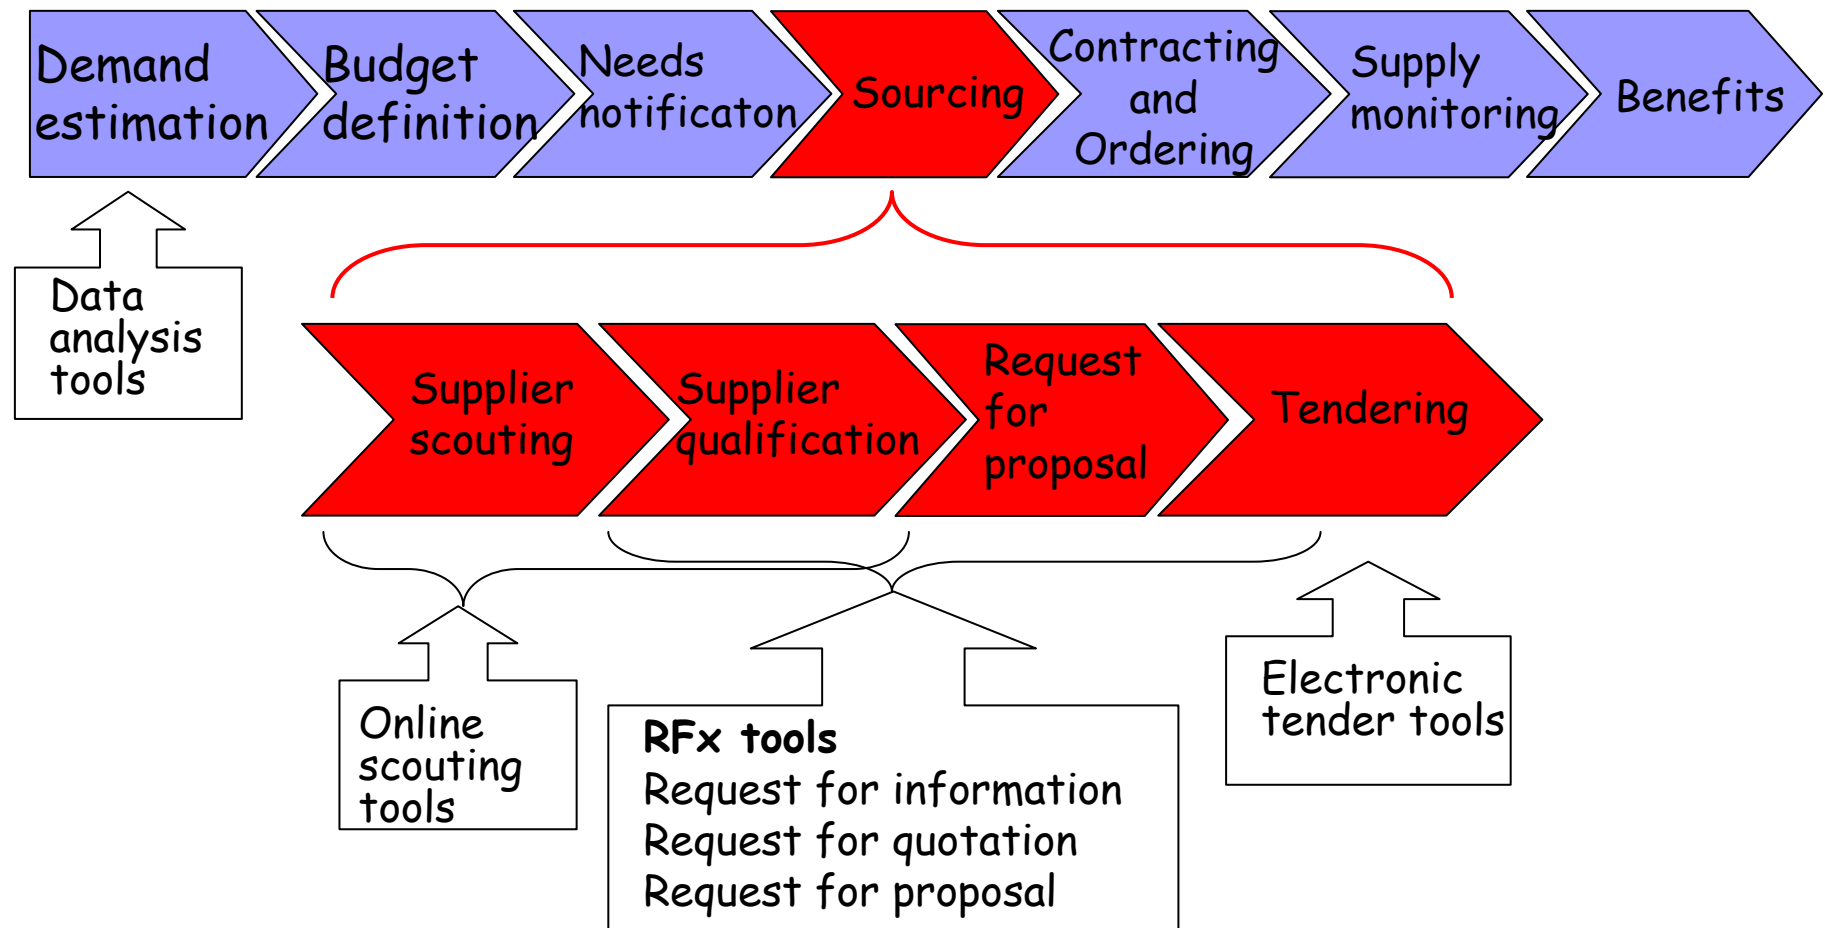 Demand
estimation
Budget
definition
Needs
notificaton
Sourcing
Contracting
and
Ordering
Supply
monitoring
Benefits
Data
analysis
tools
Supplier
scouting
Supplier
qualification
Request
for
proposal
Tendering
Online
scouting
tools
RFx tools
Request for information
Request for quotation
Request for proposal
Electronic
tender tools